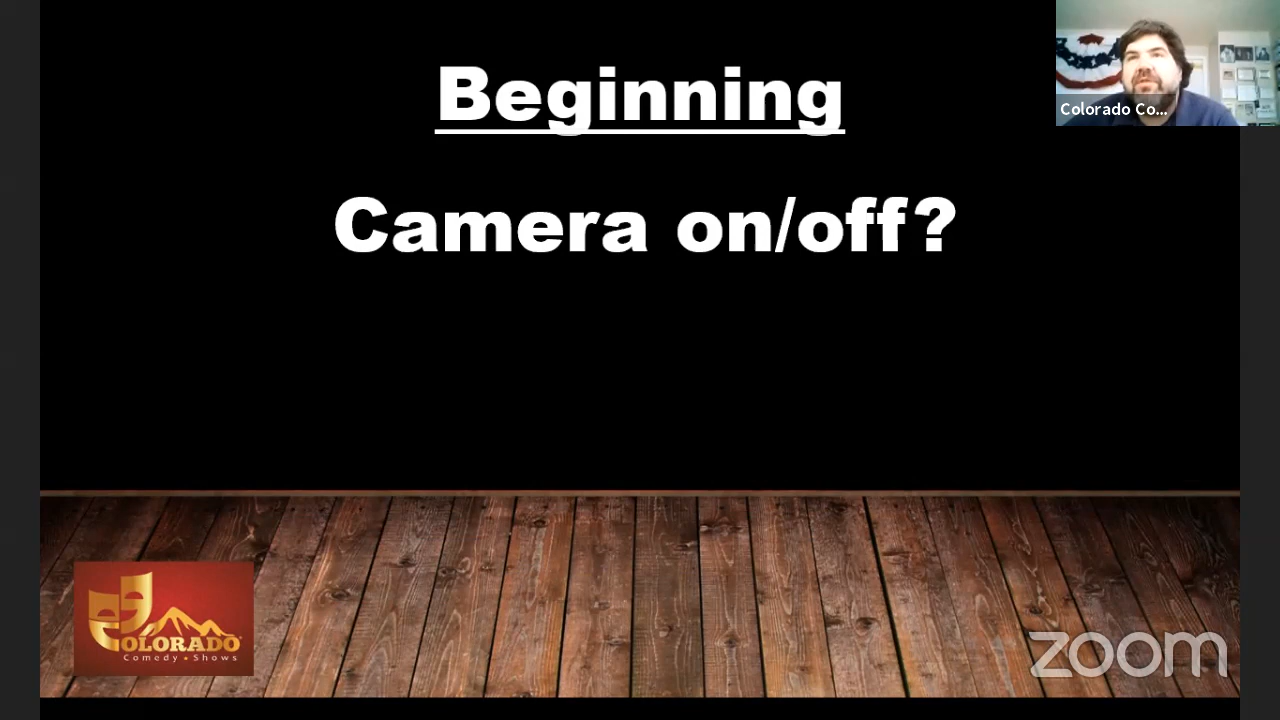 Beginning
Camera on/off?
Colorado Co...
COLORADO
Comedy • Shows
zoom